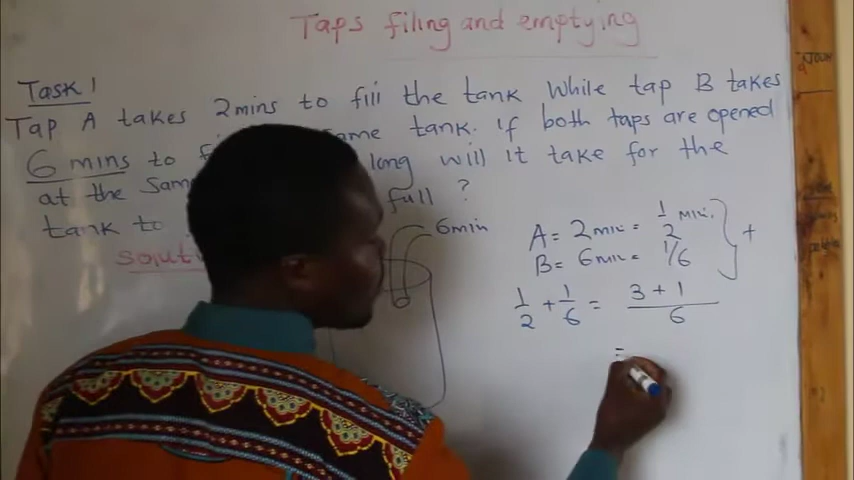 Taps filing and emptying
Task 1
Tap A takes 2mins to fill the tank While tap B takes
6 mins to f ame tank. If both taps are opened
at the sam long will it take for the
tank to full ?
solut
6min
A = 2min = 1/2 min.
B = 6min = 1/6
+
1/2 + 1/6 = 3 + 1 / 6
=